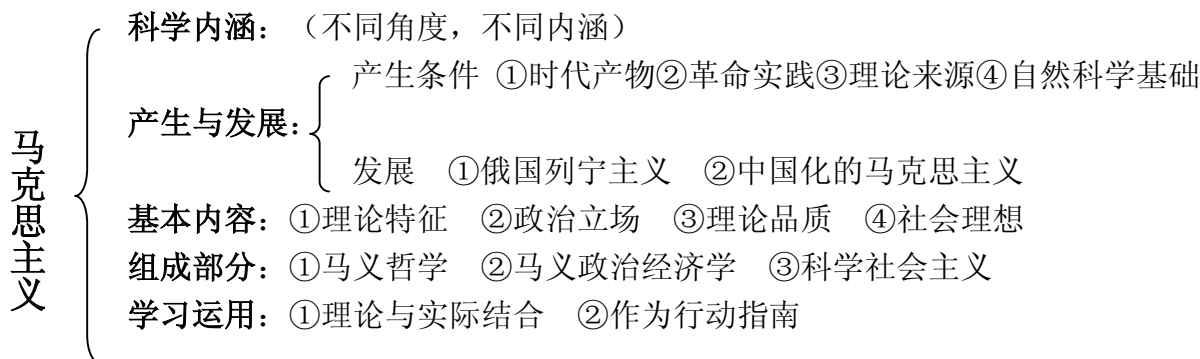 马克思主义
科学内涵：（不同角度，不同内涵）
产生与发展：
产生条件 ①时代产物②革命实践③理论来源④自然科学基础
发展 ①俄国列宁主义 ②中国化的马克思主义
基本内容：①理论特征 ②政治立场 ③理论品质 ④社会理想
组成部分：①马义哲学 ②马义政治经济学 ③科学社会主义
学习运用：①理论与实际结合 ②作为行动指南